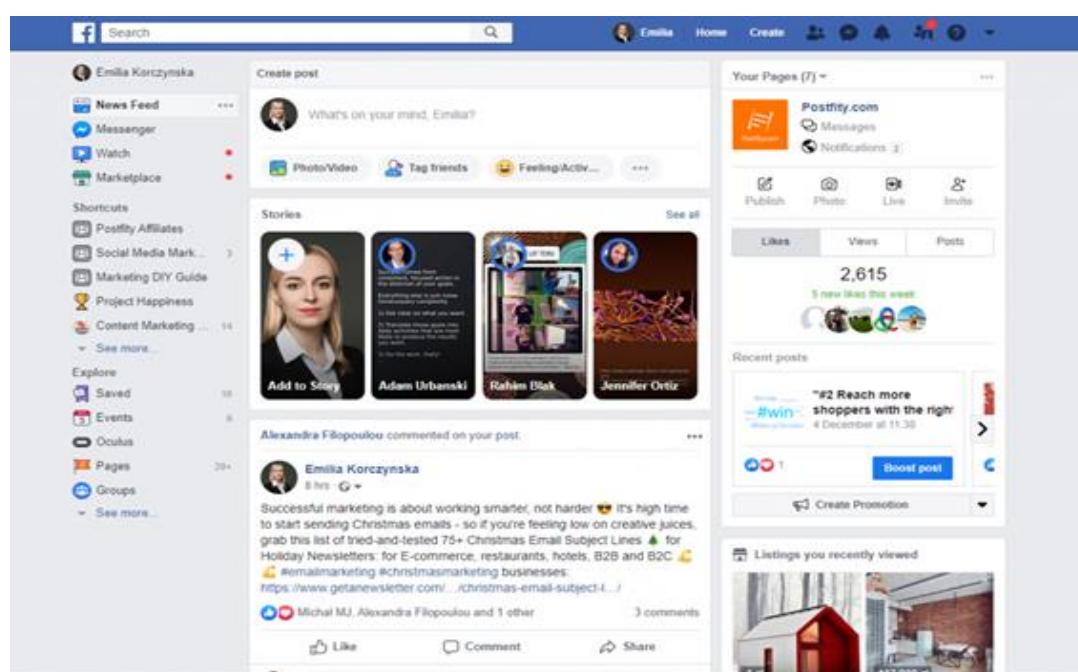 Search
Emilia Home Create
Emilia Korczynska
News Feed
Messenger
Watch
Marketplace
Shortcuts
Postfity Affiliates
Social Media Mark... 3
Marketing DIY Guide
Project Happiness
Content Marketing ... 14
See more...
Explore
Saved
Events
Oculus
Pages 20+
Groups
See more...
Create post
What's on your mind, Emilia?
Photo/Video Tag friends Feeling/Activ...
Stories See all
Add to Story Adam Urbanski Rahim Blak Jennifer Ortiz
Alexandra Filopoulou commented on your post.
Emilia Korczynska
8 hrs
Successful marketing is about working smarter, not harder 😎 It's high time
to start sending Christmas emails - so if you're feeling low on creative juices,
grab this list of tried-and-tested 75+ Christmas Email Subject Lines 🎄 for
Holiday Newsletters: for E-commerce, restaurants, hotels, B2B and B2C 💪
💪 #emailmarketing #christmasmarketing businesses:
https://www.getanewsletter.com/.../christmas-email-subject-l.../
Michał MJ, Alexandra Filopoulou and 1 other 3 comments
Like Comment Share
Your Pages (7)
Postfity.com
Messages
Notifications 2
Publish Photo Live Invite
Likes Views Posts
2,615
5 new likes this week
Recent posts
#win
"#2 Reach more
shoppers with the right
4 December at 11:30
1
Boost post
Create Promotion
Listings you recently viewed